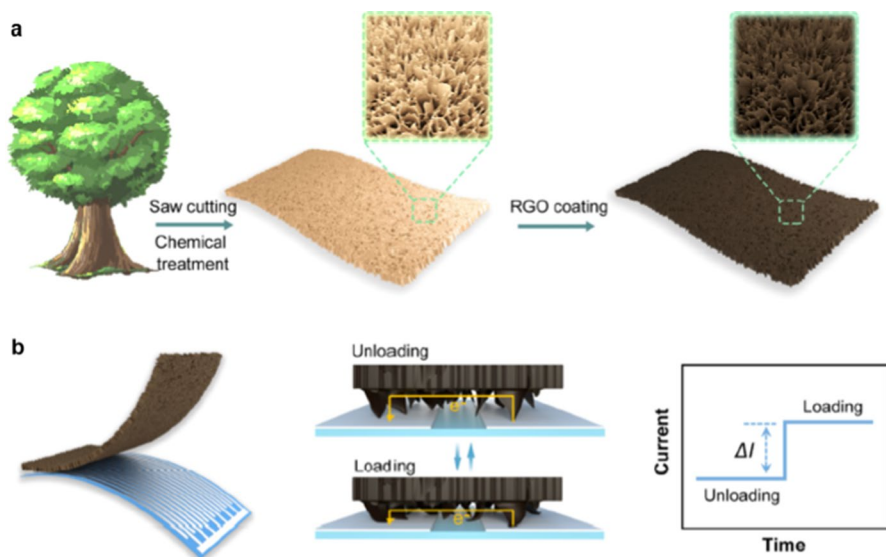 a
Saw cutting
Chemical
treatment
RGO coating
b
Unloading
e⁻
Loading
e⁻
Current
ΔI
Loading
Unloading
Time